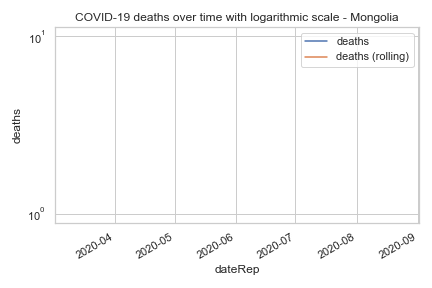 COVID-19 deaths over time with logarithmic scale - Mongolia
10¹
deaths
deaths (rolling)
deaths
10⁰
2020-04
2020-05
2020-06
2020-07
2020-08
2020-09
dateRep